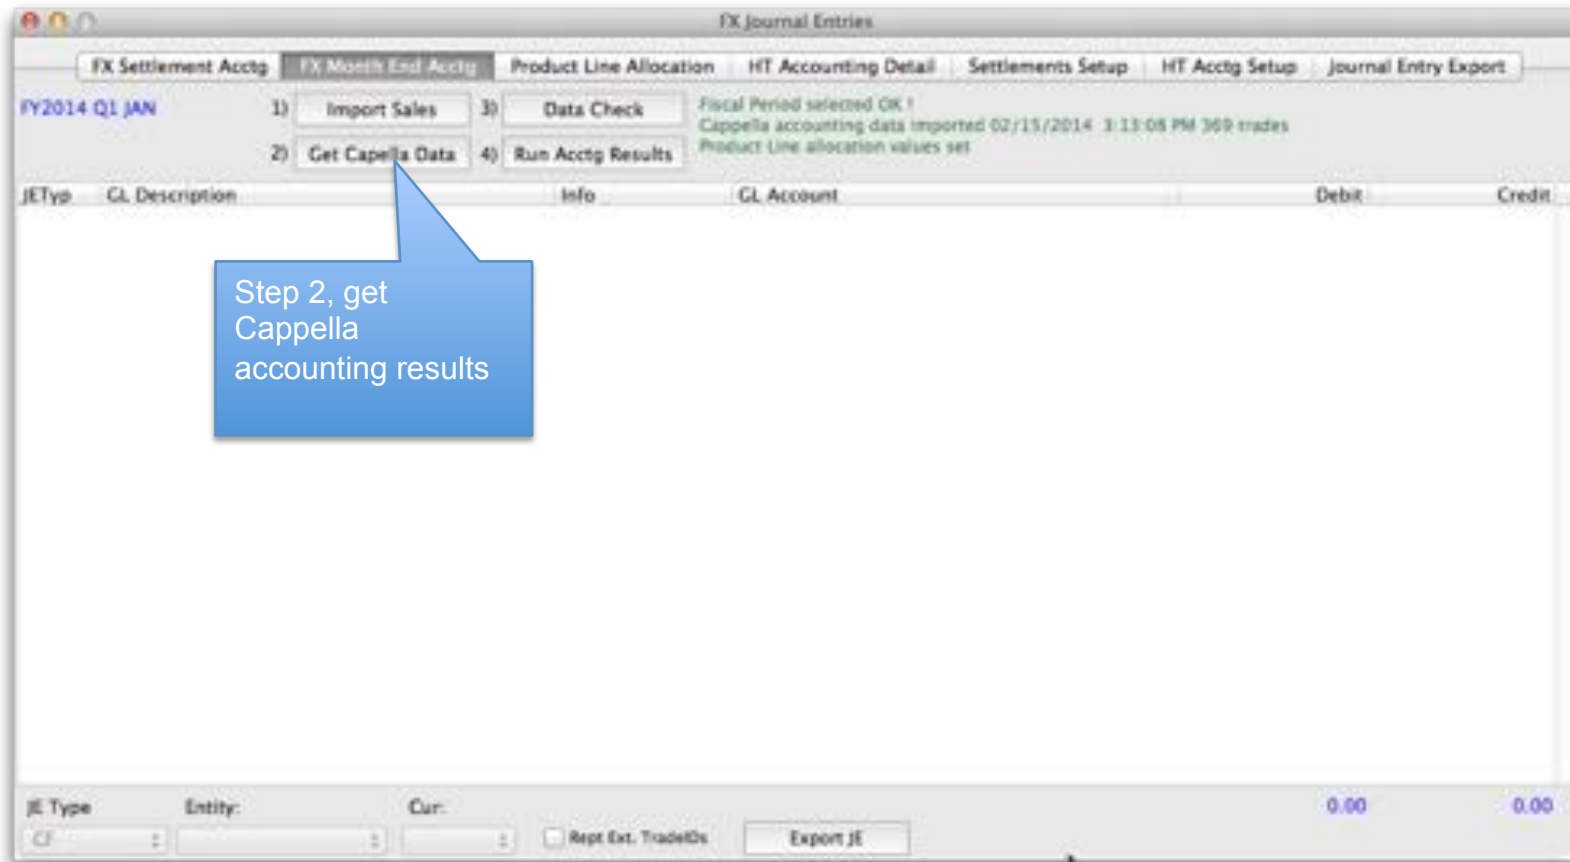 FX Journal Entries
FX Settlement Acctg FX Month End Acctg Product Line Allocation HT Accounting Detail Settlements Setup HT Acctg Setup Journal Entry Export
FY2014 Q1 JAN 1) Import Sales 3) Data Check Fiscal Period selected OK !
Cappella accounting data imported 02/15/2014 3:13:08 PM 369 trades
2) Get Capella Data 4) Run Acctg Results Product Line allocation values set
JETyp GL Description Info GL Account Debit Credit
Step 2, get
Cappella
accounting results
JE Type Entity: Cur: 0.00 0.00
CF Rept Ext. TradeIDs Export JE